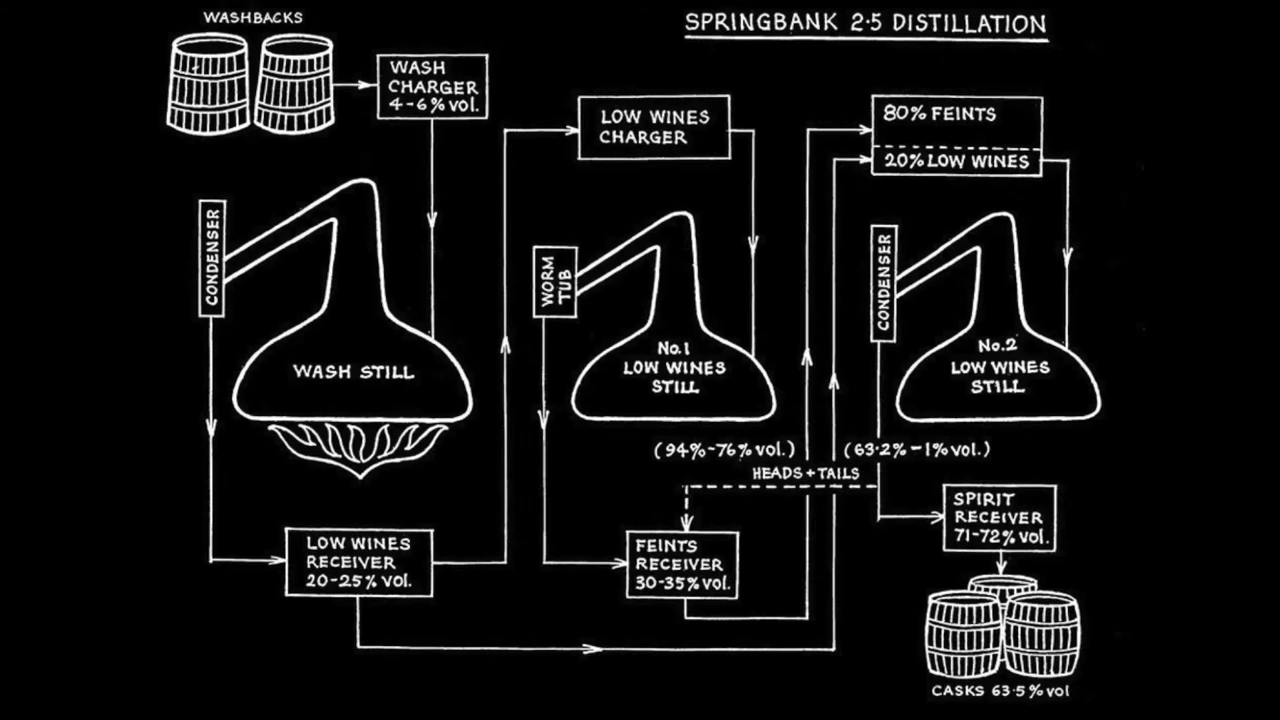 WASHBACKS
SPRINGBANK 2·5 DISTILLATION
WASH
CHARGER
4-6% vol.
LOW WINES
CHARGER
80% FEINTS
20% LOW WINES
CONDENSER
WORM
TUB
CONDENSER
WASH STILL
No.1
LOW WINES
STILL
No.2
LOW WINES
STILL
(94%-76% vol.)
(63·2%-1% vol.)
HEADS + TAILS
LOW WINES
RECEIVER
20-25% vol.
FEINTS
RECEIVER
30-35% vol.
SPIRIT
RECEIVER
71-72% vol.
CASKS 63·5% vol